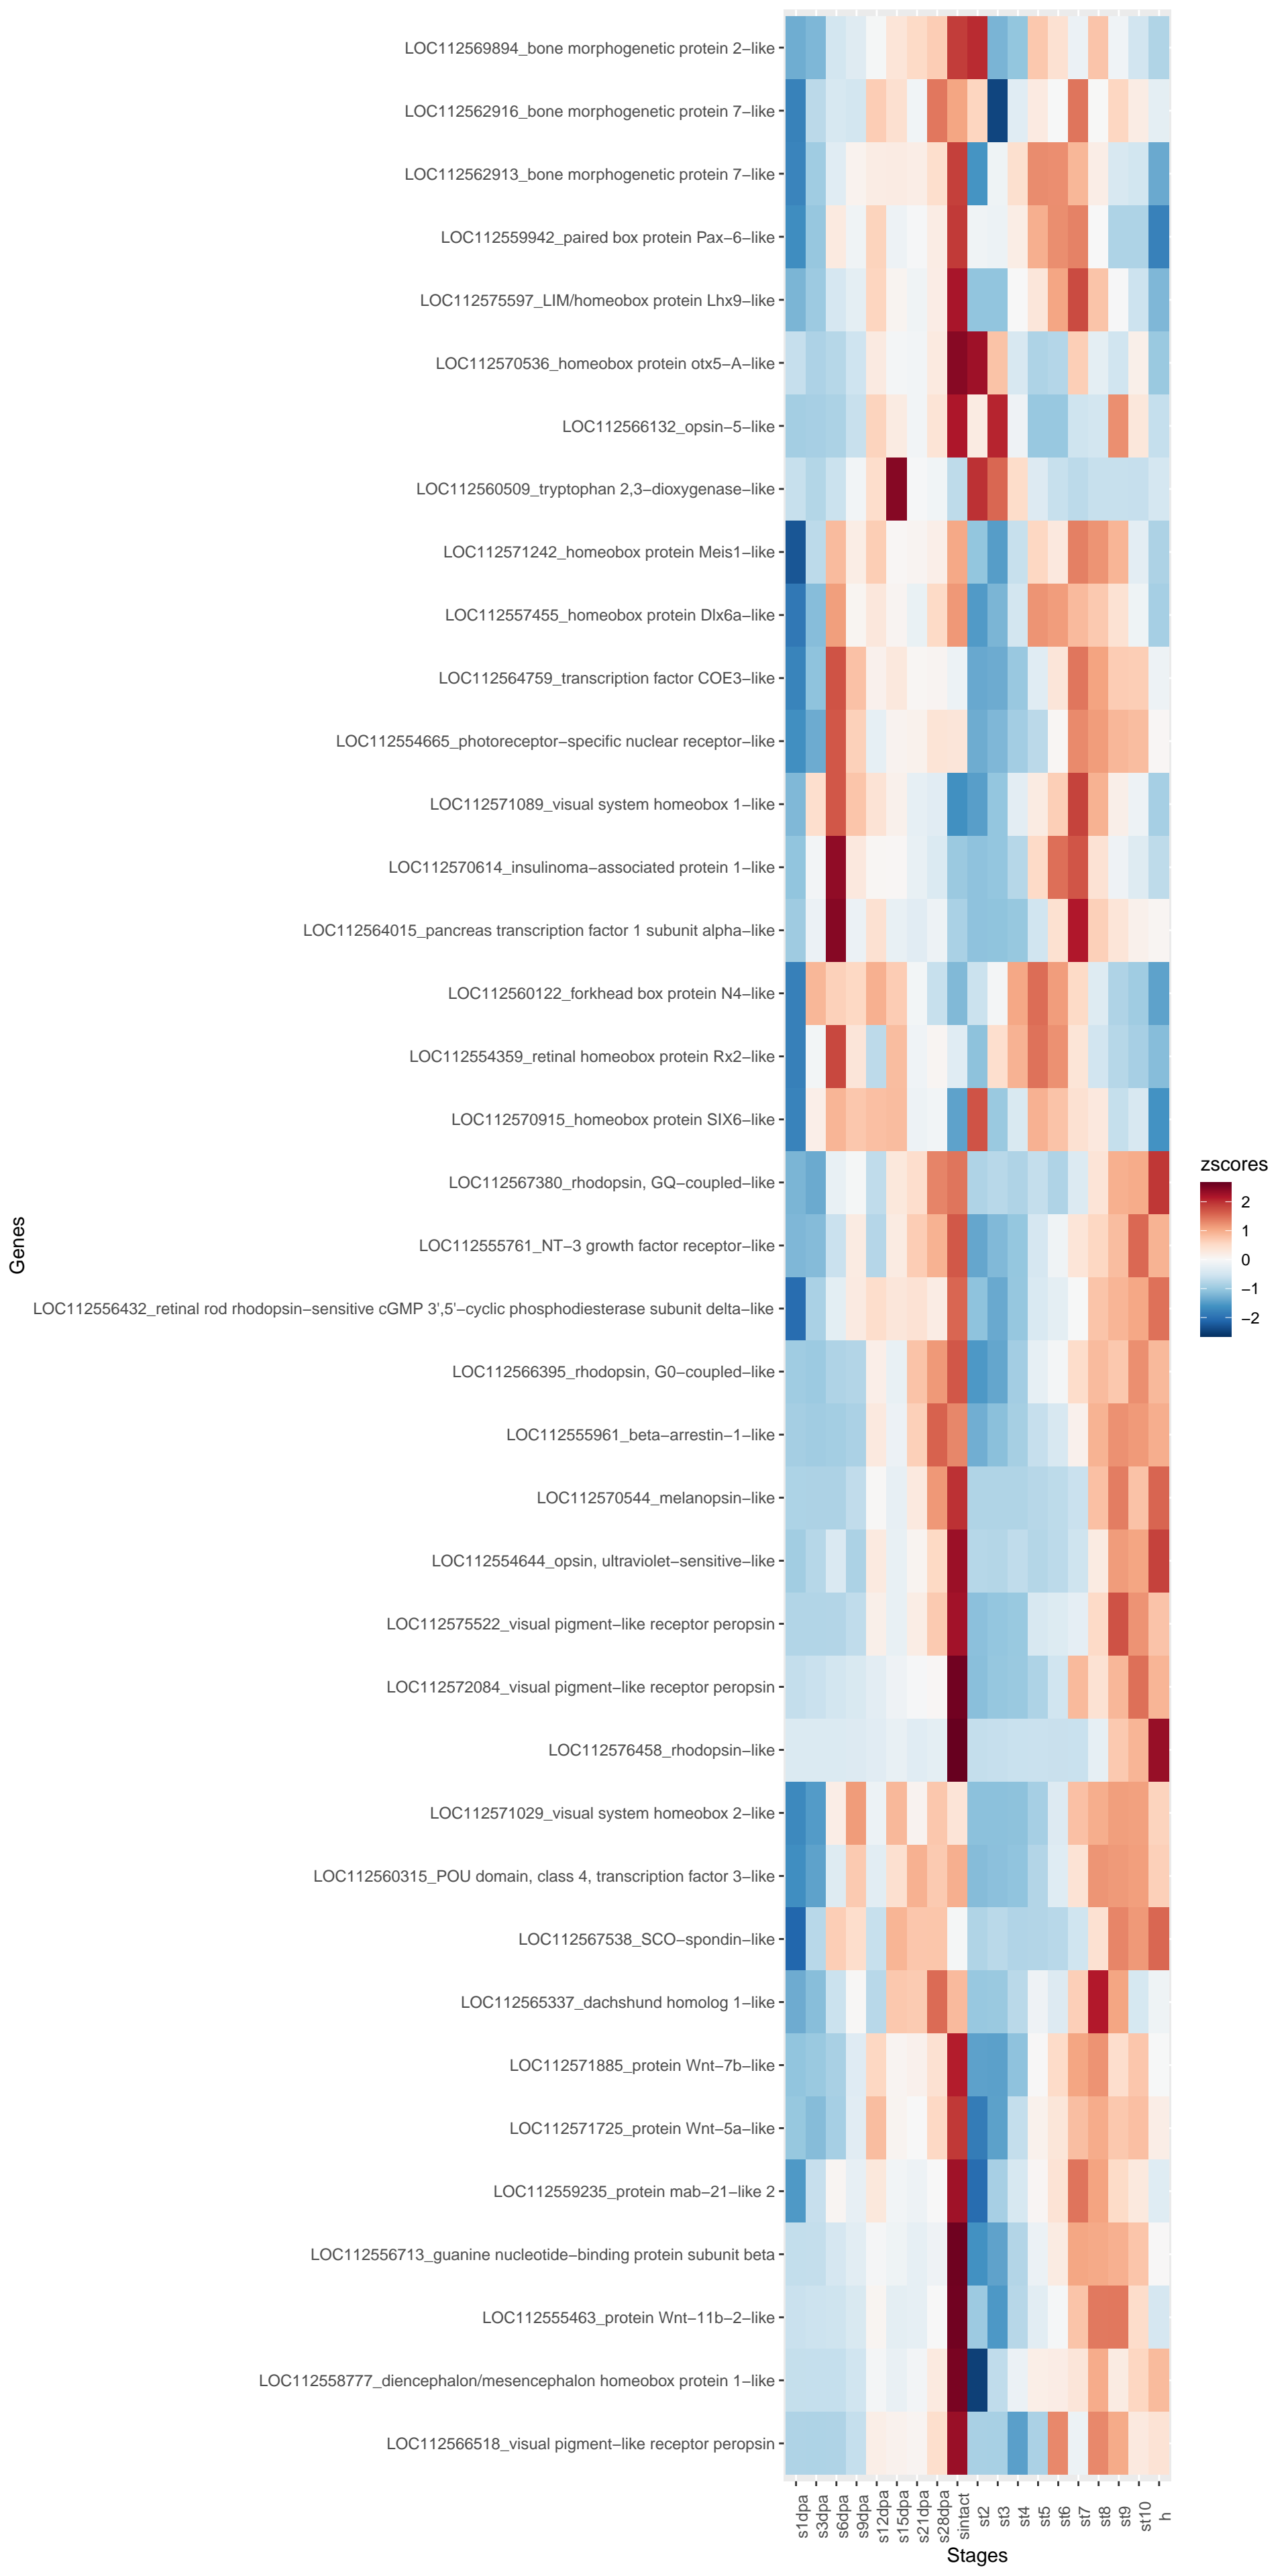 LOC112569894_bone morphogenetic protein 2−like
LOC112562916_bone morphogenetic protein 7−like
LOC112562913_bone morphogenetic protein 7−like
LOC112559942_paired box protein Pax−6−like
LOC112575597_LIM/homeobox protein Lhx9−like
LOC112570536_homeobox protein otx5−A−like
LOC112566132_opsin−5−like
LOC112560509_tryptophan 2,3−dioxygenase−like
LOC112571242_homeobox protein Meis1−like
LOC112557455_homeobox protein Dlx6a−like
LOC112564759_transcription factor COE3−like
LOC112554665_photoreceptor−specific nuclear receptor−like
LOC112571089_visual system homeobox 1−like
LOC112570614_insulinoma−associated protein 1−like
LOC112564015_pancreas transcription factor 1 subunit alpha−like
LOC112560122_forkhead box protein N4−like
LOC112554359_retinal homeobox protein Rx2−like
LOC112570915_homeobox protein SIX6−like
LOC112567380_rhodopsin, GQ−coupled−like
LOC112555761_NT−3 growth factor receptor−like
LOC112556432_retinal rod rhodopsin−sensitive cGMP 3',5'−cyclic phosphodiesterase subunit delta−like
LOC112566395_rhodopsin, G0−coupled−like
LOC112555961_beta−arrestin−1−like
LOC112570544_melanopsin−like
LOC112554644_opsin, ultraviolet−sensitive−like
LOC112575522_visual pigment−like receptor peropsin
LOC112572084_visual pigment−like receptor peropsin
LOC112576458_rhodopsin−like
LOC112571029_visual system homeobox 2−like
LOC112560315_POU domain, class 4, transcription factor 3−like
LOC112567538_SCO−spondin−like
LOC112565337_dachshund homolog 1−like
LOC112571885_protein Wnt−7b−like
LOC112571725_protein Wnt−5a−like
LOC112559235_protein mab−21−like 2
LOC112556713_guanine nucleotide−binding protein subunit beta
LOC112555463_protein Wnt−11b−2−like
LOC112558777_diencephalon/mesencephalon homeobox protein 1−like
LOC112566518_visual pigment−like receptor peropsin
Genes
s1dpa
s3dpa
s6dpa
s9dpa
s12dpa
s15dpa
s21dpa
s28dpa
sintact
st2
st3
st4
st5
st6
st7
st8
st9
st10
h
Stages
zscores
2
1
0
−1
−2